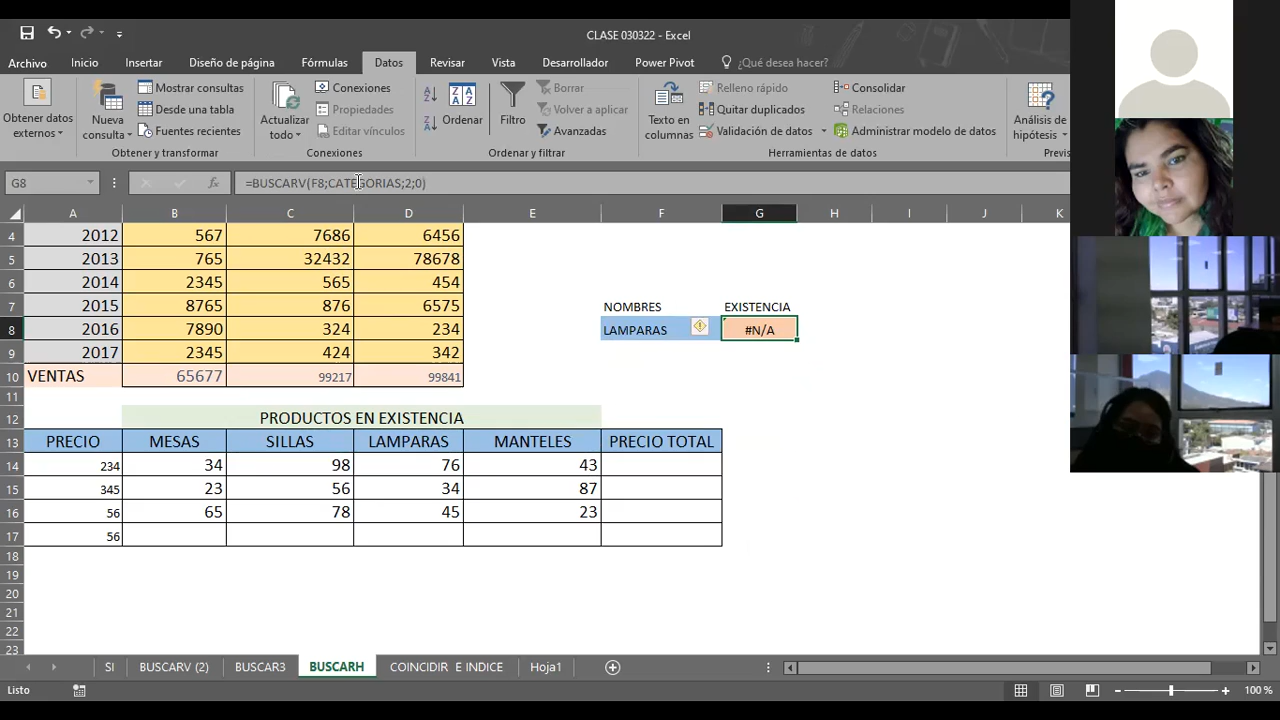 CLASE 030322 - Excel
Archivo Inicio Insertar Diseño de página Fórmulas Datos Revisar Vista Desarrollador Power Pivot ¿Qué desea hacer?
Obtener datos externos
Nueva consulta
Mostrar consultas
Desde una tabla
Fuentes recientes
Obtener y transformar
Actualizar todo
Conexiones
Propiedades
Editar vínculos
Conexiones
Ordenar
Filtro
Borrar
Volver a aplicar
Avanzadas
Ordenar y filtrar
Texto en columnas
Relleno rápido
Quitar duplicados
Validación de datos
Consolidar
Relaciones
Administrar modelo de datos
Herramientas de datos
Análisis de hipótesis
Previs
G8 fx =BUSCARV(F8;CATEGORIAS;2;0)
A B C D E F G H I J K
4 2012 567 7686 6456
5 2013 765 32432 78678
6 2014 2345 565 454
7 2015 8765 876 6575 NOMBRES EXISTENCIA
8 2016 7890 324 234 LAMPARAS #N/A
9 2017 2345 424 342
10 VENTAS 65677 99217 99841
11
12 PRODUCTOS EN EXISTENCIA
13 PRECIO MESAS SILLAS LAMPARAS MANTELES PRECIO TOTAL
14 234 34 98 76 43
15 345 23 56 34 87
16 56 65 78 45 23
17 56
18
19
20
21
22
23
SI BUSCARV (2) BUSCAR3 BUSCARH COINCIDIR E INDICE Hoja1
Listo 100 %